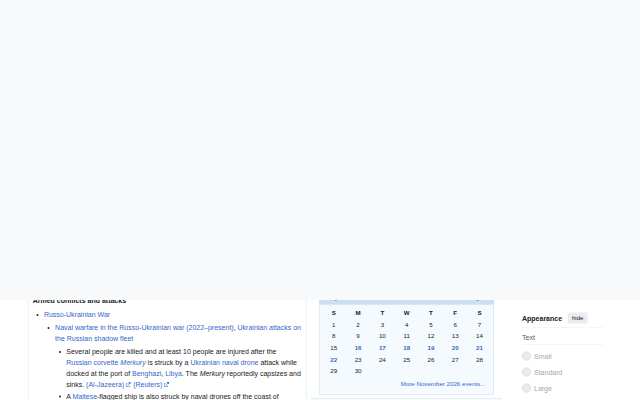 Armed conflicts and attacks
Russo-Ukrainian War
Naval warfare in the Russo-Ukrainian war (2022–present), Ukrainian attacks on
the Russian shadow fleet
Several people are killed and at least 10 people are injured after the
Russian corvette Merkury is struck by an Ukrainian naval drone attack while
docked at the port of Benghazi, Libya. The Merkury reportedly capsizes and
sinks. (Al-Jazeera) (Reuters)
A Maltese-flagged ship is also struck by naval drones off the coast of
S M T W T F S
1 2 3 4 5 6 7
8 9 10 11 12 13 14
15 16 17 18 19 20 21
22 23 24 25 26 27 28
29 30
More November 2026 events...
Appearance hide
Text
Small
Standard
Large